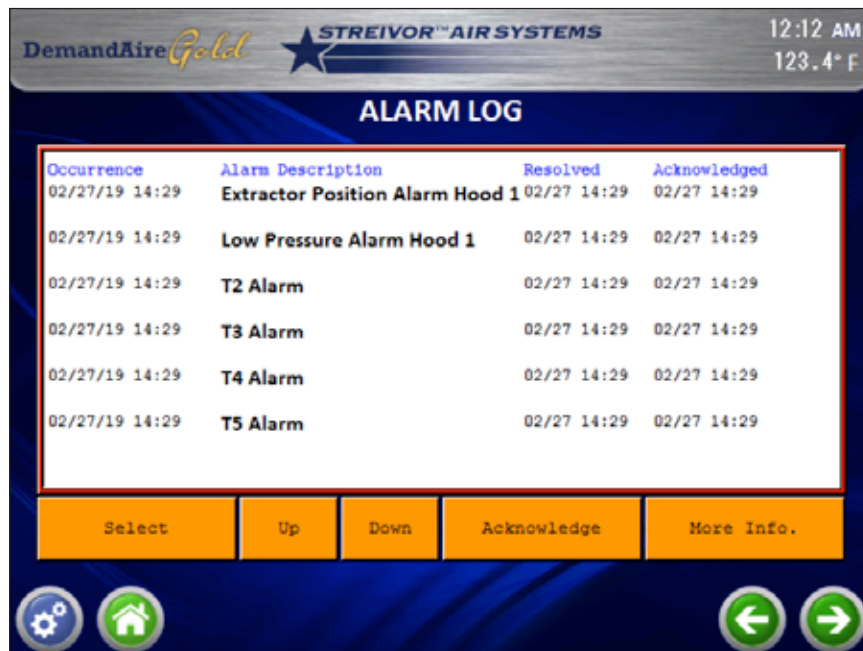 DemandAire Gold
STREIVOR™ AIR SYSTEMS
12:12 AM
123.4° F
ALARM LOG
Occurrence Alarm Description Resolved Acknowledged
02/27/19 14:29 Extractor Position Alarm Hood 1 02/27 14:29 02/27 14:29
02/27/19 14:29 Low Pressure Alarm Hood 1 02/27 14:29 02/27 14:29
02/27/19 14:29 T2 Alarm 02/27 14:29 02/27 14:29
02/27/19 14:29 T3 Alarm 02/27 14:29 02/27 14:29
02/27/19 14:29 T4 Alarm 02/27 14:29 02/27 14:29
02/27/19 14:29 T5 Alarm 02/27 14:29 02/27 14:29
Select Up Down Acknowledge More Info.